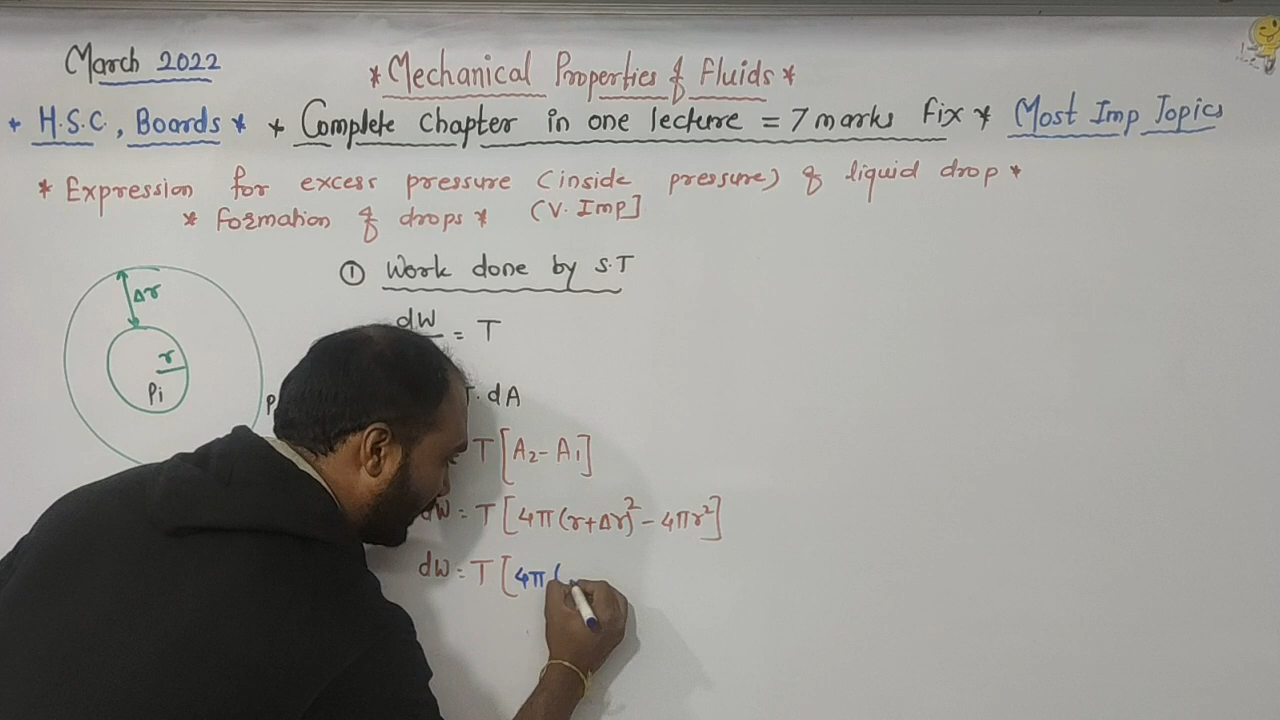 March 2022
*Mechanical Properties of Fluids*
* H.S.C., Boards * * Complete Chapter in one lecture = 7 marks Fix * Most Imp Topics
* Expression for excess pressure (inside pressure) of liquid drop *
* Formation of drops * (V. Imp]
① Work done by S.T
Δr
r
Pi
P
dW = T
T. dA
T[A₂ - A₁]
dW = T[4π(r+Δr)² - 4πr²]
dW = T[4π(